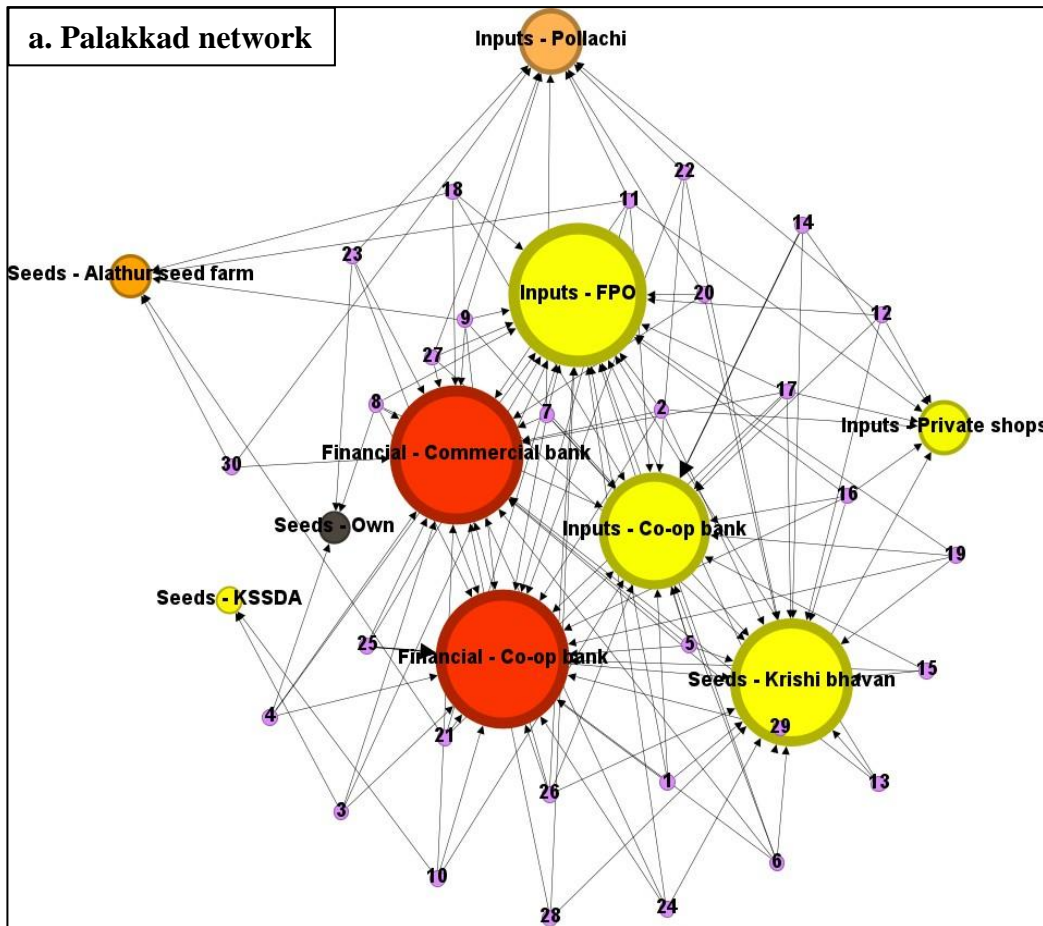 a. Palakkad network
Inputs - Pollachi
22
18
11
14
23
Seeds - Alathur seed farm
Inputs - FPO
20
9
12
27
17
8
7
2
Inputs - Private shops
Financial - Commercial bank
30
16
Seeds - Own
Inputs - Co-op bank
19
Seeds - KSSDA
25
5
Financial - Co-op bank
15
Seeds - Krishi bhavan
4
29
21
1
13
26
3
6
10
24
28